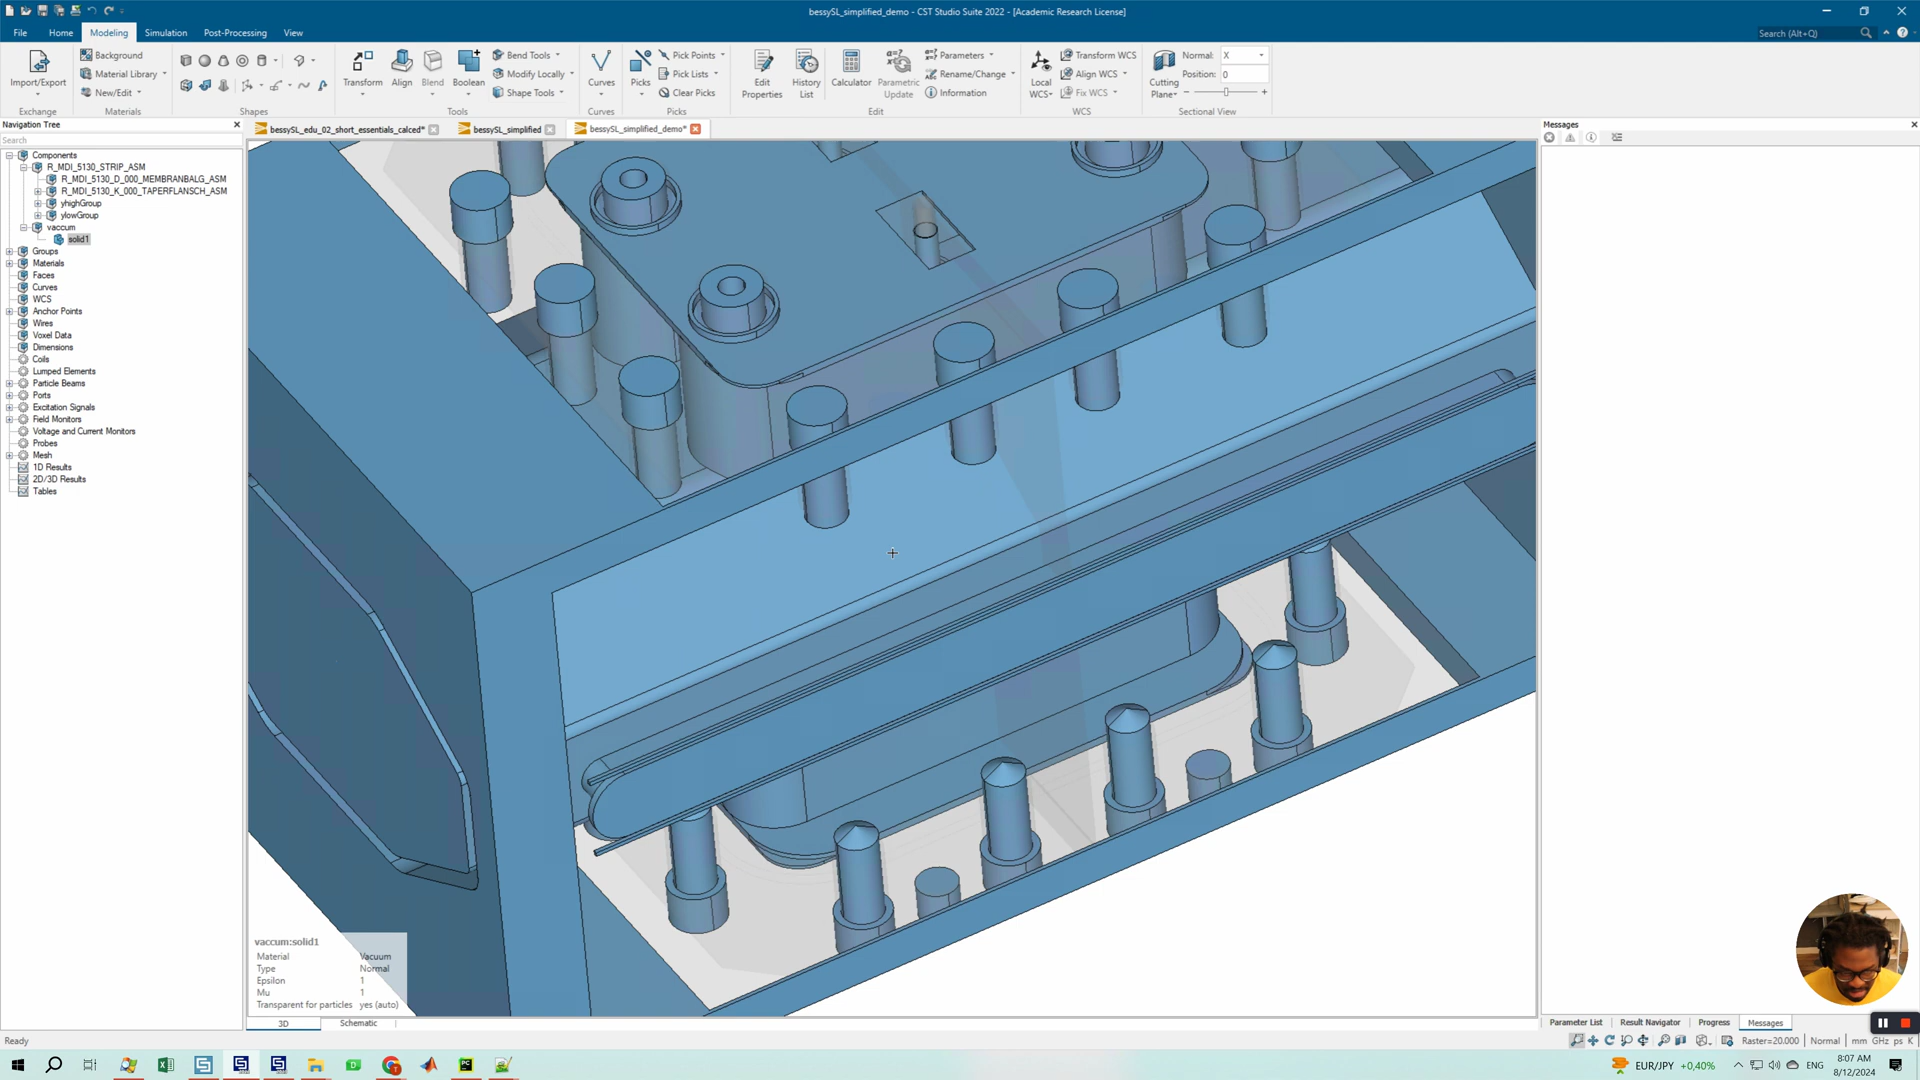 bessySL_simplified_demo - CST Studio Suite 2022 - [Academic Research License]
File
Home
Modeling
Simulation
Post-Processing
View
Search (Alt+Q)
Import/Export
Background
Material Library
New/Edit
Transform
Align
Blend
Boolean
Bend Tools
Modify Locally
Shape Tools
Curves
Picks
Pick Points
Pick Lists
Clear Picks
Edit Properties
History List
Calculator
Parametric Update
Parameters
Rename/Change
Information
Local WCS
Transform WCS
Align WCS
Fix WCS
Cutting Plane
Normal: X
Position: 0
Exchange
Materials
Shapes
Tools
Curves
Picks
Edit
WCS
Sectional View
Navigation Tree
Search
bessySL_edu_02_short_essentials_calced*
bessySL_simplified
bessySL_simplified_demo*
Messages
Components
R_MDI_5130_STRIP_ASM
R_MDI_5130_D_000_MEMBRANBALG_ASM
R_MDI_5130_K_000_TAPERFLANSCH_ASM
yhighGroup
ylowGroup
vaccum
solid1
Groups
Materials
Faces
Curves
WCS
Anchor Points
Wires
Voxel Data
Dimensions
Coils
Lumped Elements
Particle Beams
Ports
Excitation Signals
Field Monitors
Voltage and Current Monitors
Probes
Mesh
1D Results
2D/3D Results
Tables
vaccum:solid1
Material Vacuum
Type Normal
Epsilon 1
Mu 1
Transparent for particles yes (auto)
3D
Schematic
Parameter List
Result Navigator
Progress
Messages
Ready
Raster=20.000
Normal
mm GHz ps K
EUR/JPY +0,40%
ENG
8:07 AM
8/12/2024